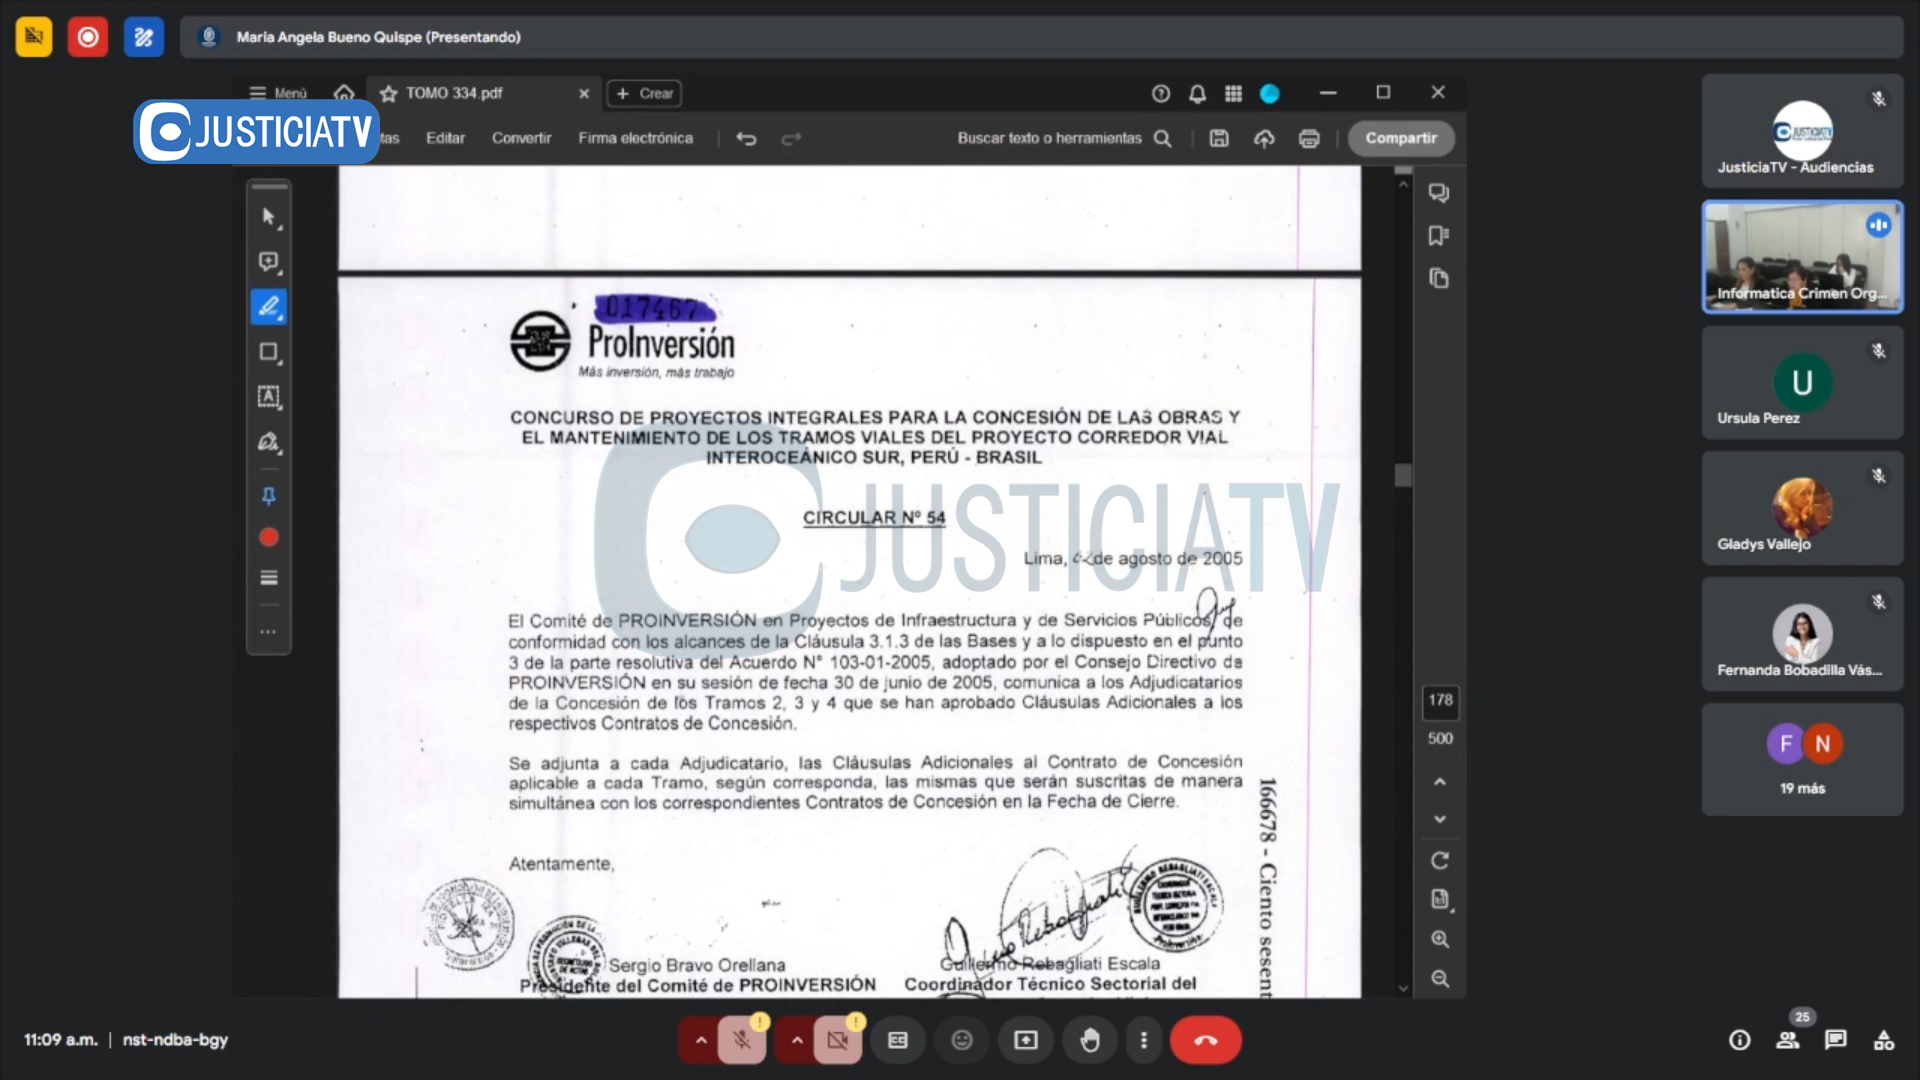 Maria Angela Bueno Quispe (Presentando)
Menú
TOMO 334.pdf
Crear
JUSTICIATV
tas
Editar
Convertir
Firma electrónica
Buscar texto o herramientas
Compartir
017467
ProInversión
Más inversión, más trabajo
CONCURSO DE PROYECTOS INTEGRALES PARA LA CONCESIÓN DE LAS OBRAS Y
EL MANTENIMIENTO DE LOS TRAMOS VIALES DEL PROYECTO CORREDOR VIAL
INTEROCEÁNICO SUR, PERÚ - BRASIL
CIRCULAR Nº 54
JUSTICIATV
Lima, 02 de agosto de 2005
El Comité de PROINVERSIÓN en Proyectos de Infraestructura y de Servicios Públicos, de
conformidad con los alcances de la Cláusula 3.1.3 de las Bases y a lo dispuesto en el punto
3 de la parte resolutiva del Acuerdo N° 103-01-2005, adoptado por el Consejo Directivo de
PROINVERSIÓN en su sesión de fecha 30 de junio de 2005, comunica a los Adjudicatarios
de la Concesión de los Tramos 2, 3 y 4 que se han aprobado Cláusulas Adicionales a los
respectivos Contratos de Concesión.
Se adjunta a cada Adjudicatario, las Cláusulas Adicionales al Contrato de Concesión
aplicable a cada Tramo, según corresponda, las mismas que serán suscritas de manera
simultánea con los correspondientes Contratos de Concesión en la Fecha de Cierre.
Atentamente,
Sergio Bravo Orellana
Presidente del Comité de PROINVERSIÓN
Guillermo Rebagliati Escala
Coordinador Técnico Sectorial del
166678 - Ciento sesent
178
500
JUSTICIATV
JusticiaTV - Audiencias
Informatica Crimen Org...
U
Ursula Perez
Gladys Vallejo
Fernanda Bobadilla Vás...
F
N
19 más
11:09 a.m. | nst-ndba-bgy
25